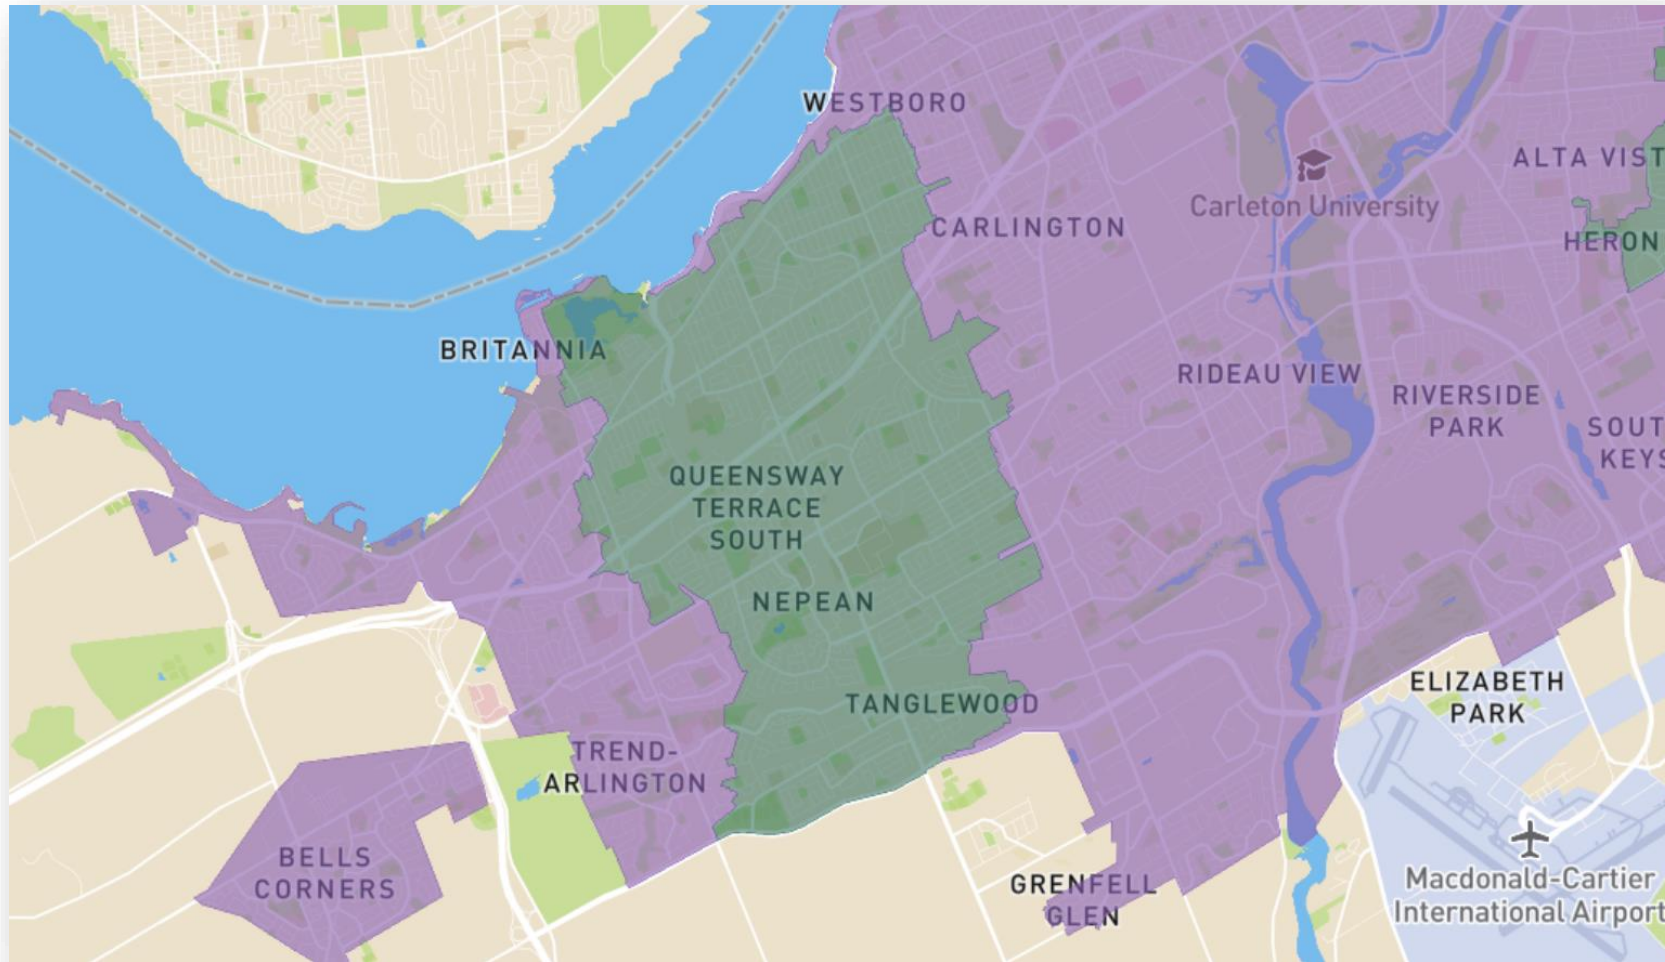 WESTBORO
ALTA VIST
Carleton University
CARLINGTON
HERON
BRITANNIA
RIDEAU VIEW
RIVERSIDE
PARK
SOUT
KEYS
QUEENSWAY
TERRACE
SOUTH
NEPEAN
ELIZABETH
PARK
TANGLEWOOD
TREND-
ARLINGTON
BELLS
CORNERS
GRENFELL
GLEN
Macdonald-Cartier
International Airport